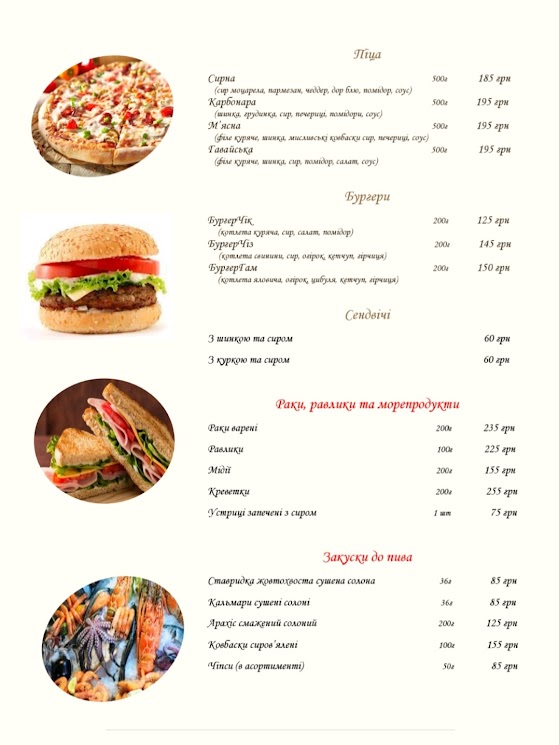 Піца
Сирна 500г 185 грн
(сир моцарела, пармезан, чеддер, дор блю, помідор, соус)
Карбонара 500г 195 грн
(шинка, грудинка, сир, печериці, помідори, соус)
М'ясна 500г 195 грн
(філе куряче, шинка, мисливські ковбаски сир, печериці, соус)
Гавайська 500г 195 грн
(філе куряче, шинка, сир, помідор, салат, соус)
Бургери
БургерЧік 200г 125 грн
(котлета куряча, сир, салат, помідор)
БургерЧіз 200г 145 грн
(котлета свинини, сир, огірок, кетчуп, гірчиця)
БургерГам 200г 150 грн
(котлета яловича, огірок, цибуля, кетчуп, гірчиця)
Сендвічі
З шинкою та сиром 60 грн
З куркою та сиром 60 грн
Раки, равлики та морепродукти
Раки варені 200г 235 грн
Равлики 100г 225 грн
Мідії 200г 155 грн
Креветки 200г 255 грн
Устриці запечені з сиром 1 шт 75 грн
Закуски до пива
Ставридка жовтохвоста сушена солона 36г 85 грн
Кальмари сушені солоні 36г 85 грн
Арахіс смажений солоний 200г 125 грн
Ковбаски сиров'ялені 100г 155 грн
Чіпси (в асортименті) 50г 85 грн